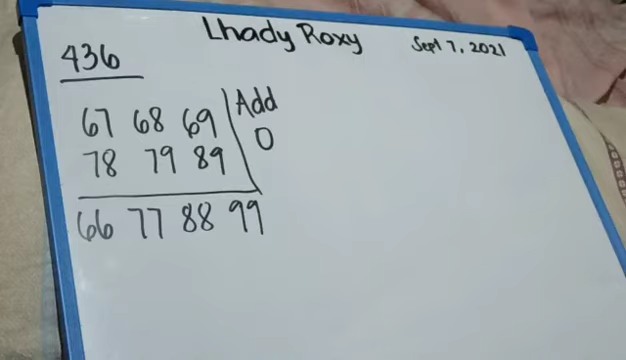 Lhady Roxy
Sept 7, 2021
436
67 68 69 Add
78 79 89 0
66 77 88 99